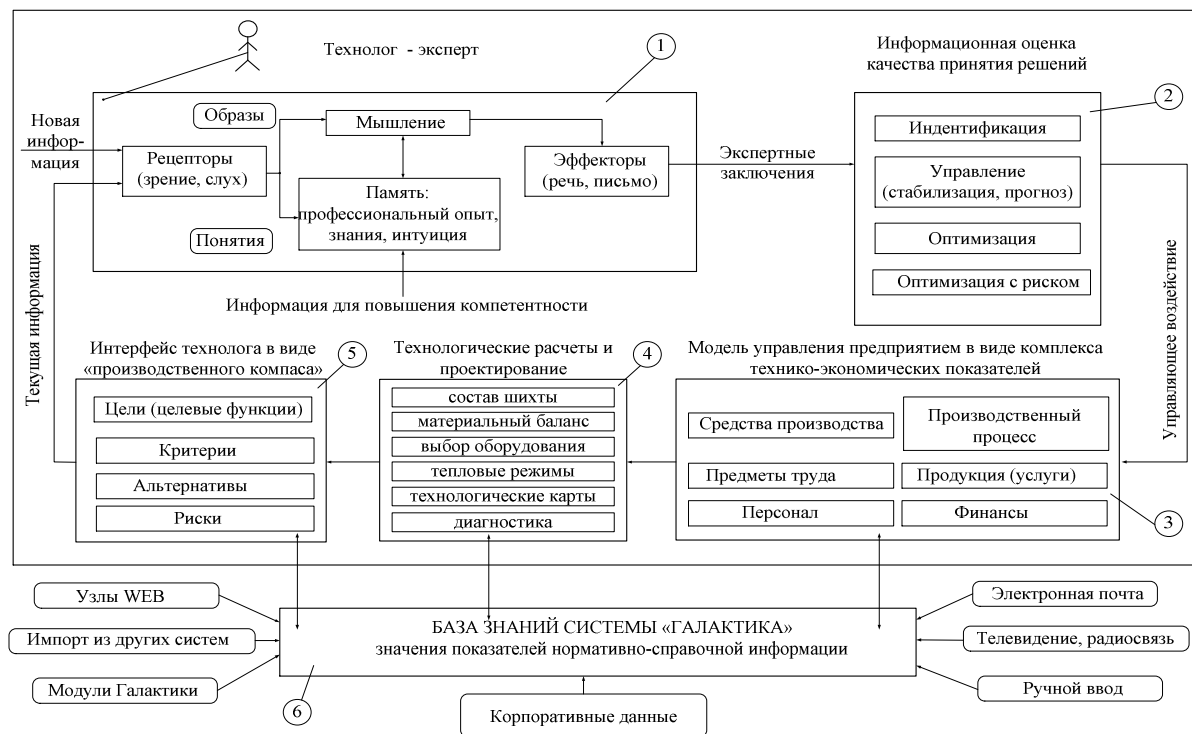 Технолог - эксперт
1
Информационная оценка
качества принятия решений
2
Новая
инфор-
мация
Образы
Мышление
Рецепторы
(зрение, слух)
Эффекторы
(речь, письмо)
Память:
профессиональный опыт,
знания, интуиция
Понятия
Экспертные
заключения
Индентификация
Управление
(стабилизация, прогноз)
Оптимизация
Оптимизация с риском
Информация для повышения компетентности
Текущая информация
Управляющее воздействие
Интерфейс технолога в виде
«производственного компаса»
5
Цели (целевые функции)
Критерии
Альтернативы
Риски
Технологические расчеты и
проектирование
4
состав шихты
материальный баланс
выбор оборудования
тепловые режимы
технологические карты
диагностика
Модель управления предприятием в виде комплекса
технико-экономических показателей
Средства производства
Производственный
процесс
Предметы труда
Продукция (услуги)
Персонал
Финансы
3
Узлы WEB
Импорт из других систем
Модули Галактики
БАЗА ЗНАНИЙ СИСТЕМЫ «ГАЛАКТИКА»
значения показателей нормативно-справочной информации
6
Электронная почта
Телевидение, радиосвязь
Ручной ввод
Корпоративные данные